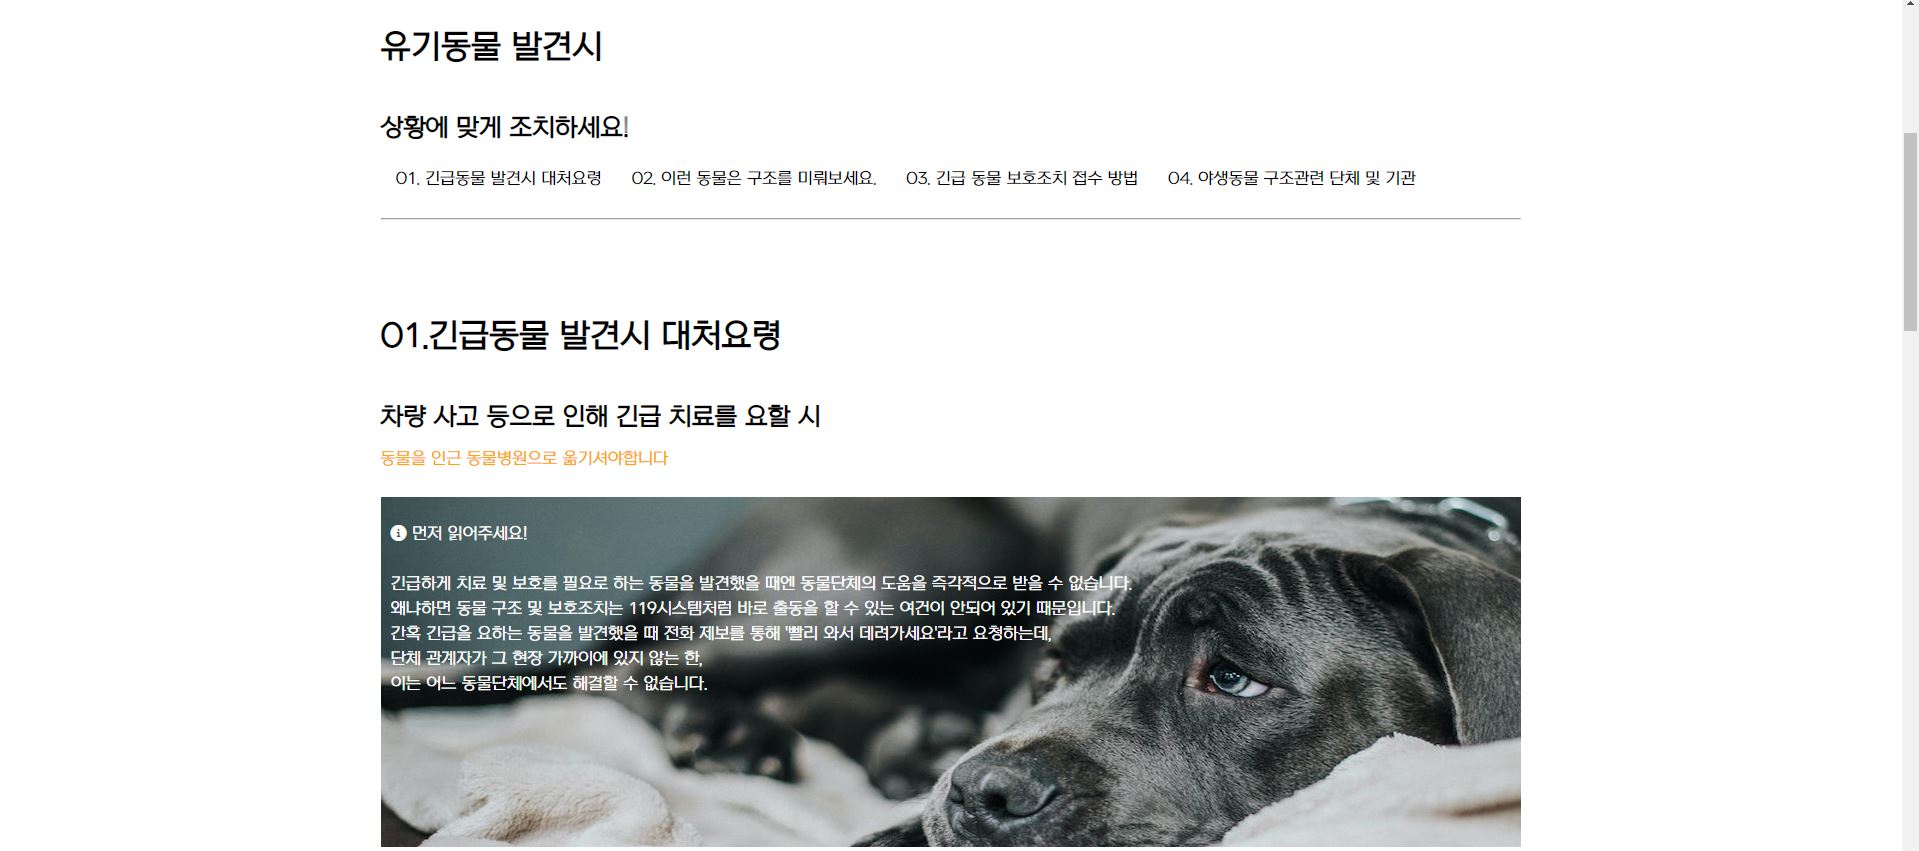 유기동물 발견시
상황에 맞게 조치하세요!
01. 긴급동물 발견시 대처요령 02. 이런 동물은 구조를 미뤄보세요. 03. 긴급 동물 보호조치 접수 방법 04. 야생동물 구조관련 단체 및 기관
01.긴급동물 발견시 대처요령
차량 사고 등으로 인해 긴급 치료를 요할 시
동물을 인근 동물병원으로 옮기셔야합니다
먼저 읽어주세요!
긴급하게 치료 및 보호를 필요로 하는 동물을 발견했을 때엔 동물단체의 도움을 즉각적으로 받을 수 없습니다.
왜냐하면 동물 구조 및 보호조치는 119시스템처럼 바로 출동을 할 수 있는 여건이 안되어 있기 때문입니다.
간혹 긴급을 요하는 동물을 발견했을 때 전화 제보를 통해 '빨리 와서 데려가세요'라고 요청하는데,
단체 관계자가 그 현장 가까이에 있지 않는 한,
이는 어느 동물단체에서도 해결할 수 없습니다.